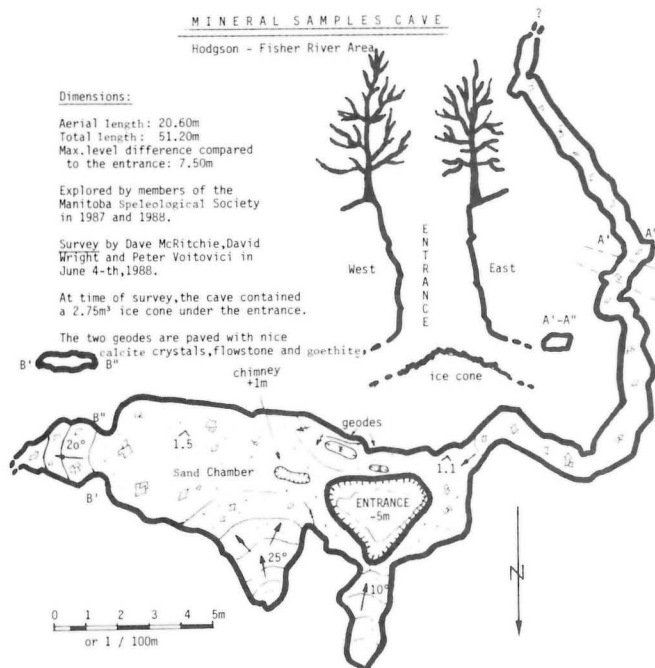 MINERAL SAMPLES CAVE
Hodgson - Fisher River Area
?
Dimensions:
Aerial length: 20.60m
Total length: 51.20m
Max.level difference compared
to the entrance: 7.50m
Explored by members of the
Manitoba Speleological Society
in 1987 and 1988.
Survey by Dave McRitchie,David
Wright and Peter Voitovici in
June 4-th,1988.
At time of survey,the cave contained
a 2.75m³ ice cone under the entrance.
The two geodes are paved with nice
calcite crystals,flowstone and goethite,
West
ENTRANCE
East
A' A"
A'-A"
B' B"
chimney
+1m
ice cone
geodes
B"
20°
1.5
1.1
Sand Chamber
B'
ENTRANCE
-5m
25°
10°
N
0 1 2 3 4 5m
or 1 / 100m